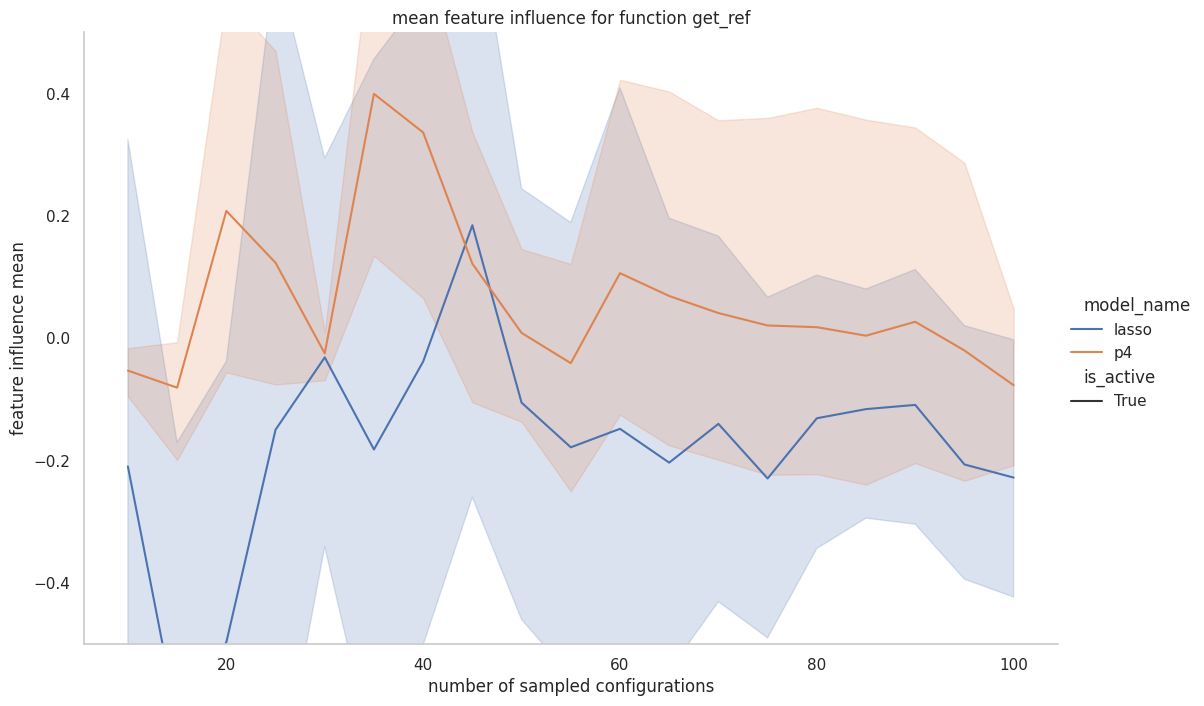 mean feature influence for function get_ref
feature influence mean
0.4
0.2
0.0
−0.2
−0.4
20
40
60
80
100
number of sampled configurations
model_name
lasso
p4
is_active
True